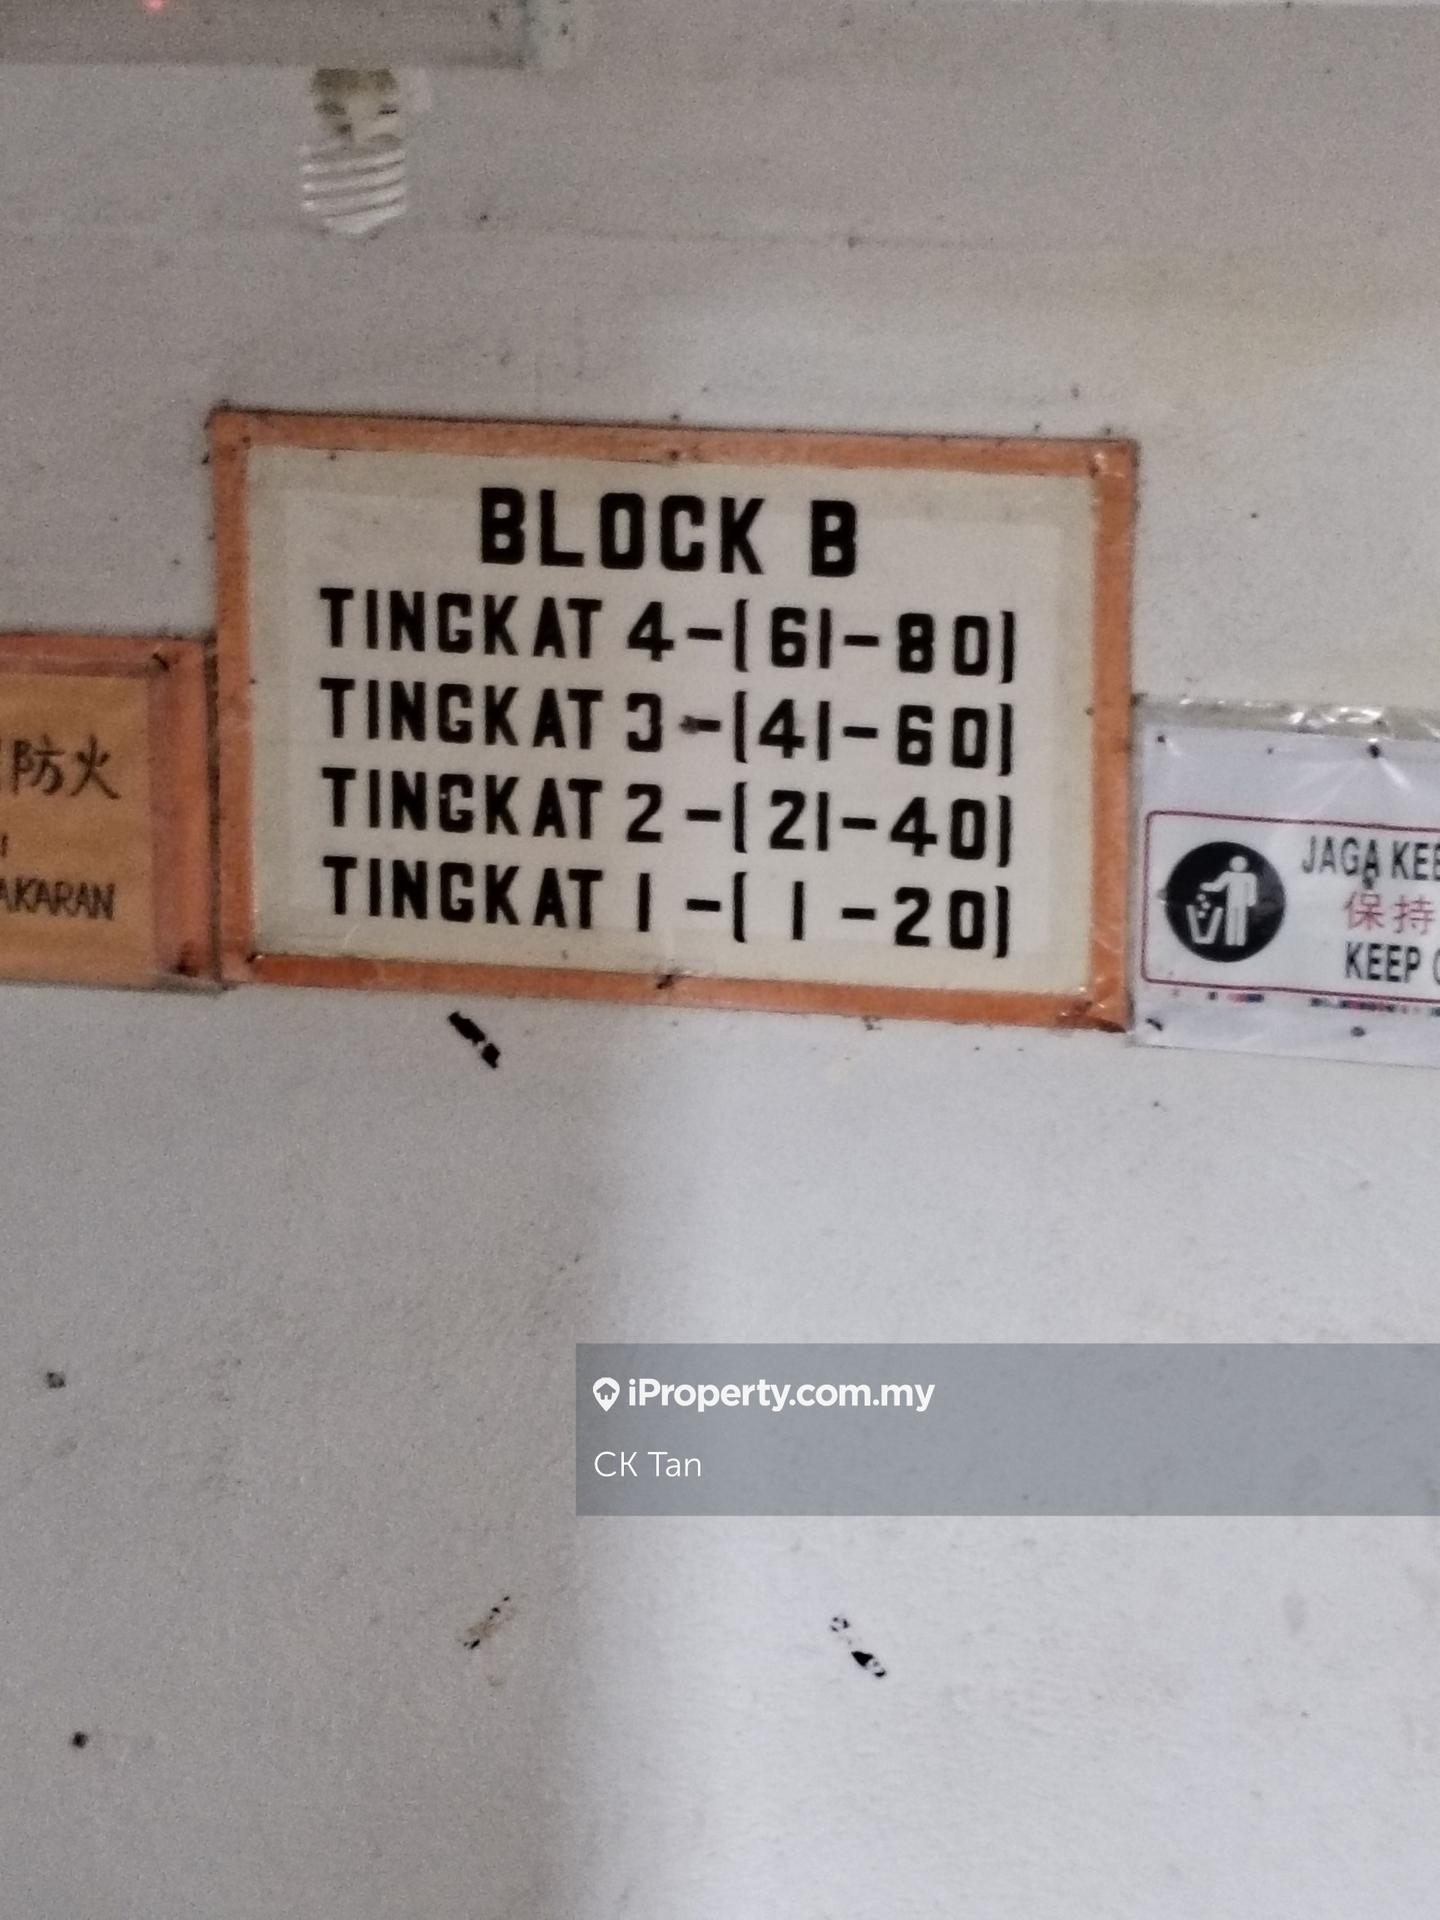 BLOCK B
TINGKAT 4-(61-80)
TINGKAT 3-(41-60)
TINGKAT 2-(21-40)
TINGKAT 1-(1-20)
防火
AKARAN
JAGA KEB
保持
KEEP
iProperty.com.my
CK Tan